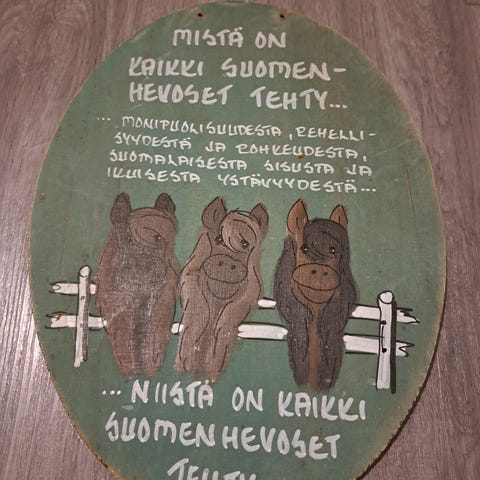 MISTÄ ON
KAIKKI SUOMEN-
HEVOSET TEHTY...
... MONIPUOLISUUDESTA, REHELLI-
SYYDESTÄ JA ROHKEUDESTA,
SUOMALAISESTA SISUSTA JA
IKUISESTA YSTÄVYYDESTÄ...
... NIISTÄ ON KAIKKI
SUOMENHEVOSET
TEHTY